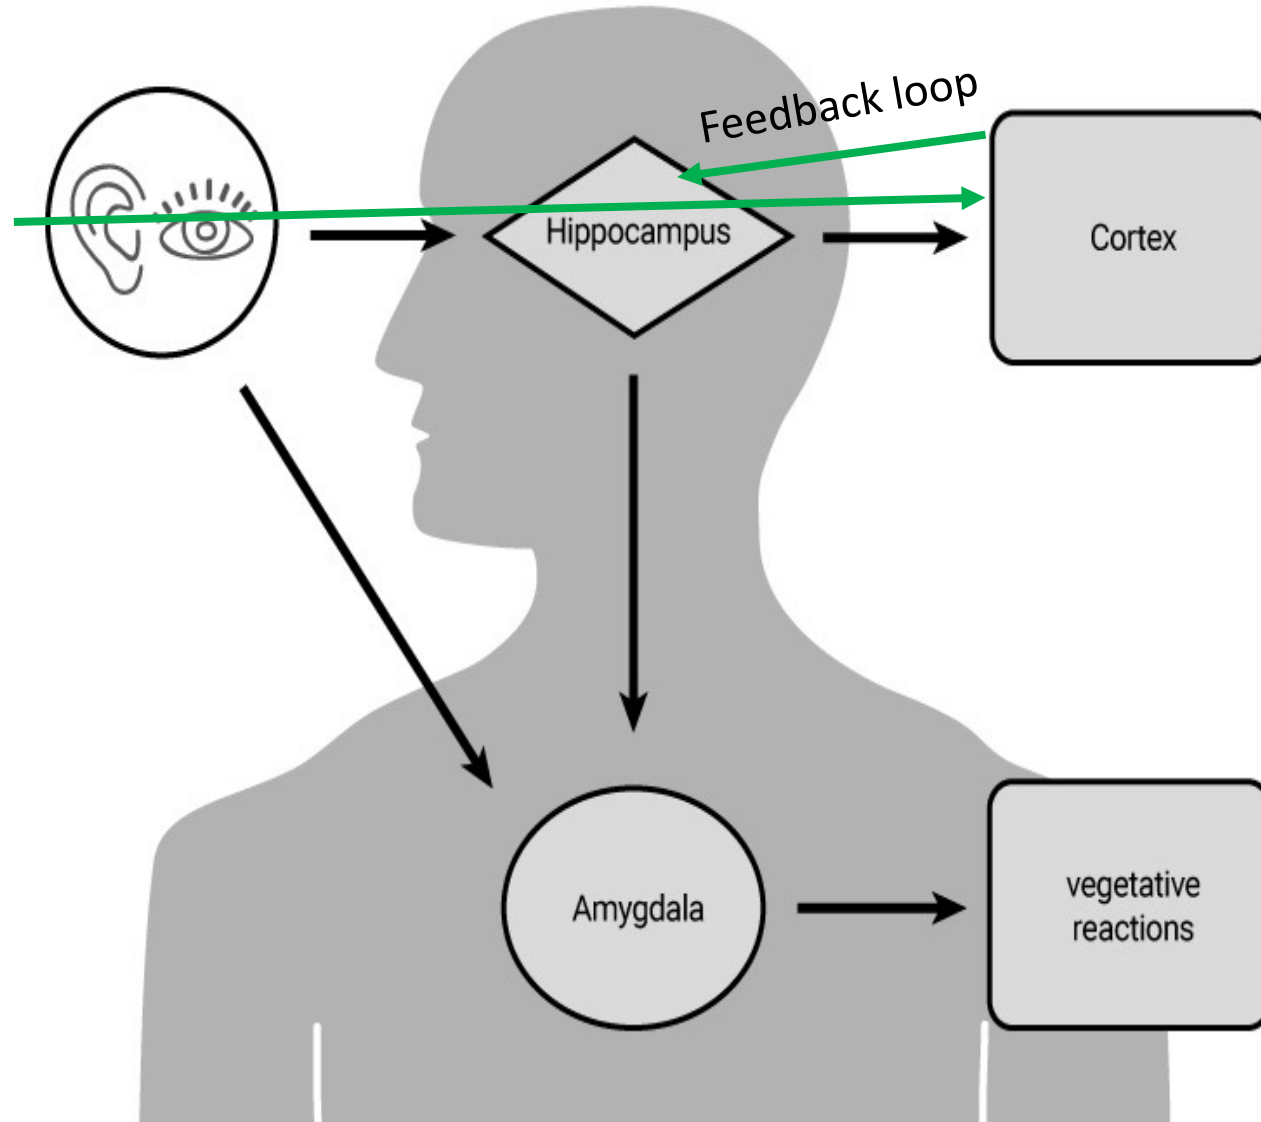 Feedback loop
Hippocampus
Cortex
Amygdala
vegetative
reactions